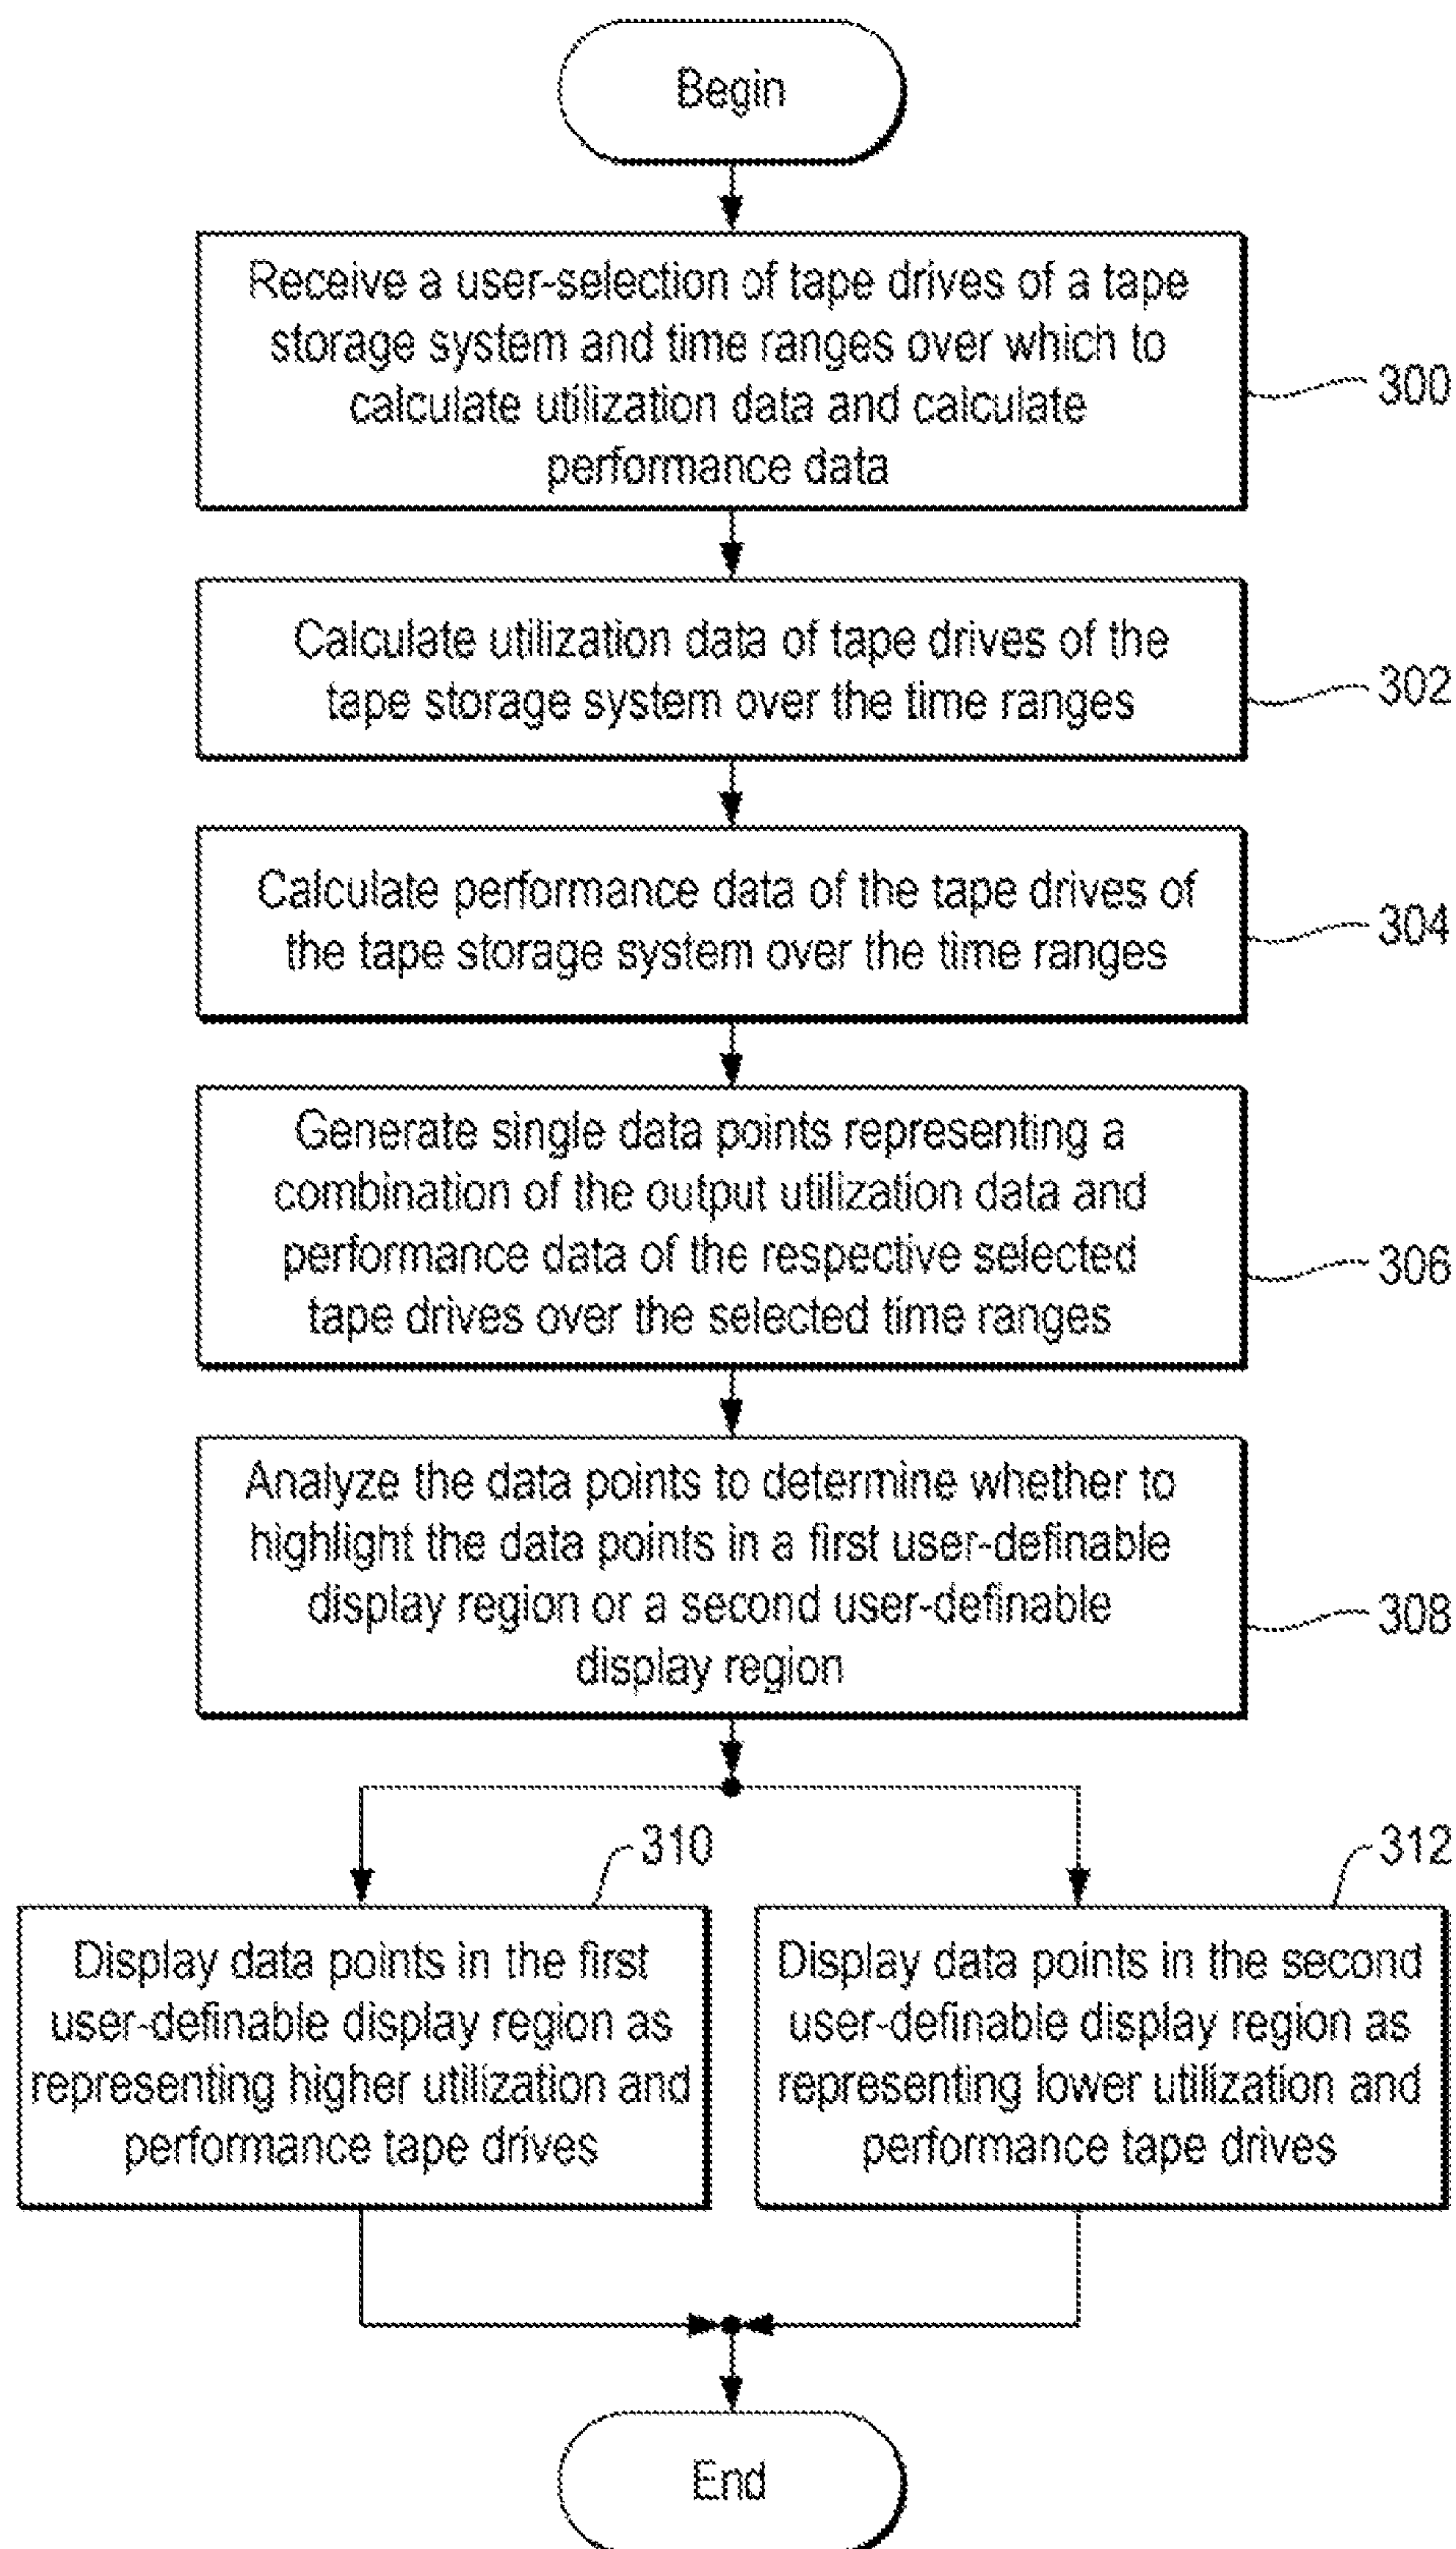 Begin
Receive a user-selection of tape drives of a tape
storage system and time ranges over which to
calculate utilization data and calculate
performance data
300
Calculate utilization data of tape drives of the
tape storage system over the time ranges
302
Calculate performance data of the tape drives of
the tape storage system over the time ranges
304
Generate single data points representing a
combination of the output utilization data and
performance data of the respective selected
tape drives over the selected time ranges
306
Analyze the data points to determine whether to
highlight the data points in a first user-definable
display region or a second user-definable
display region
308
310
Display data points in the first
user-definable display region as
representing higher utilization and
performance tape drives
312
Display data points in the second
user-definable display region as
representing lower utilization and
performance tape drives
End